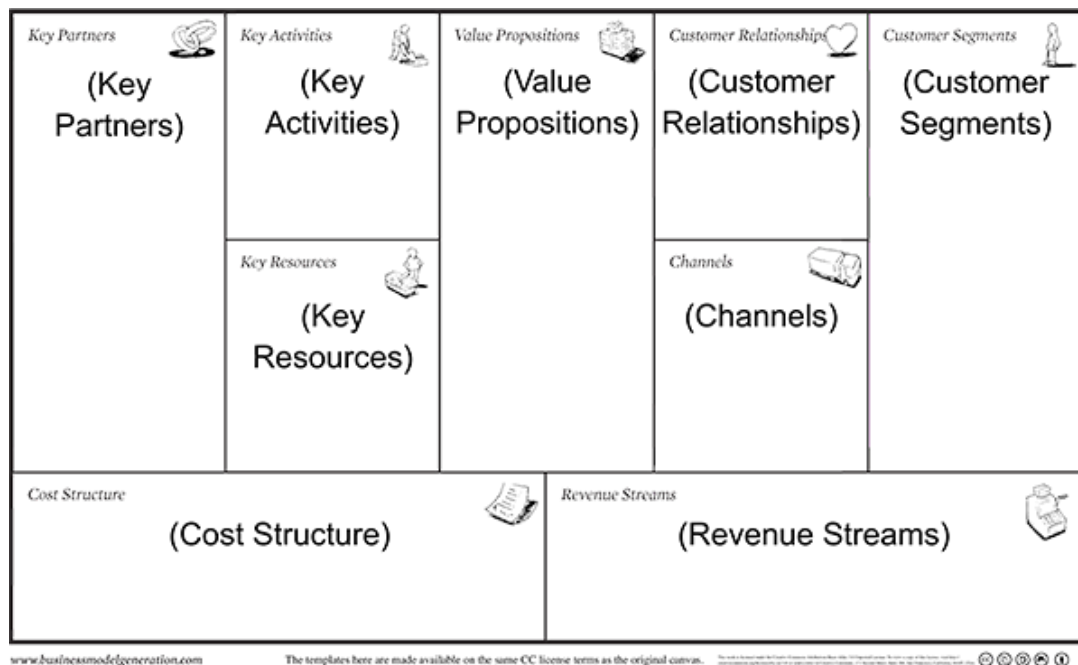 Key Partners
(Key
Partners)
Key Activities
(Key
Activities)
Key Resources
(Key
Resources)
Value Propositions
(Value
Propositions)
Customer Relationships
(Customer
Relationships)
Channels
(Channels)
Customer Segments
(Customer
Segments)
Cost Structure
(Cost Structure)
Revenue Streams
(Revenue Streams)
www.businessmodelgeneration.com
The templates here are made available on the same CC license terms as the original canvas.